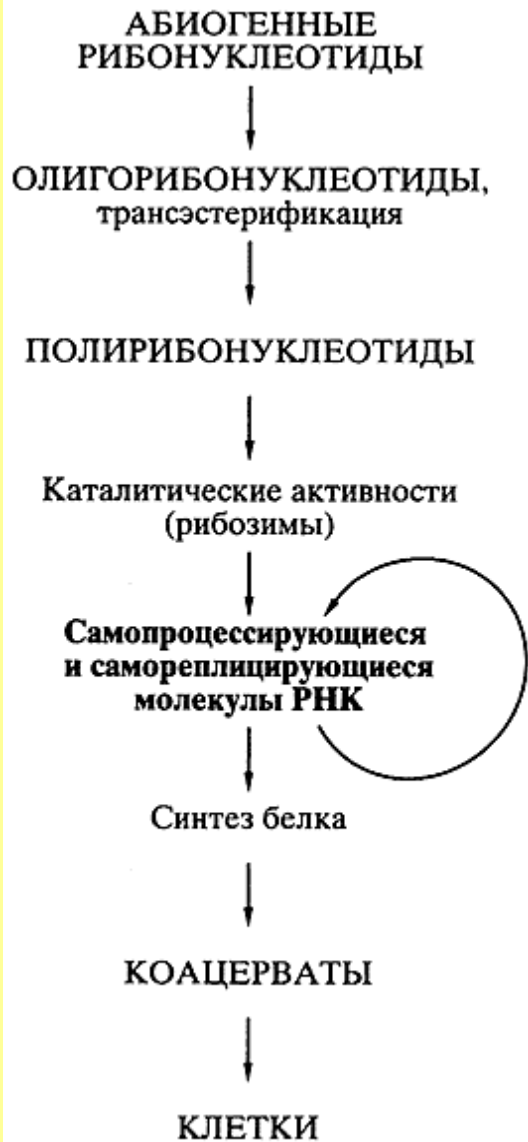 АБИОГЕННЫЕ
РИБОНУКЛЕОТИДЫ
ОЛИГОРИБОНУКЛЕОТИДЫ,
трансэстерификация
ПОЛИРИБОНУКЛЕОТИДЫ
Каталитические активности
(рибозимы)
Самопроцессирующиеся
и самореплицирующиеся
молекулы РНК
Синтез белка
КОАЦЕРВАТЫ
КЛЕТКИ